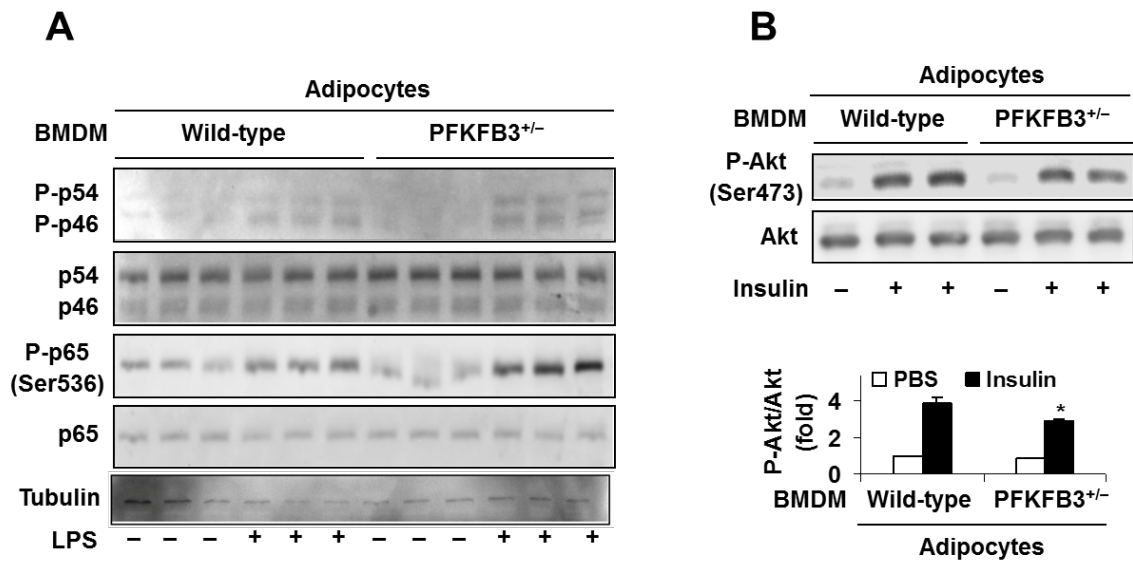 A
Adipocytes
BMDM Wild-type PFKFB3+/–
P-p54
P-p46
p54
p46
P-p65
(Ser536)
p65
Tubulin
LPS – – – + + + – – – + + +
B
Adipocytes
BMDM Wild-type PFKFB3+/–
P-Akt
(Ser473)
Akt
Insulin – + + – + +
PBS Insulin
P-Akt/Akt
(fold)
4
2
0
*
BMDM Wild-type PFKFB3+/–
Adipocytes